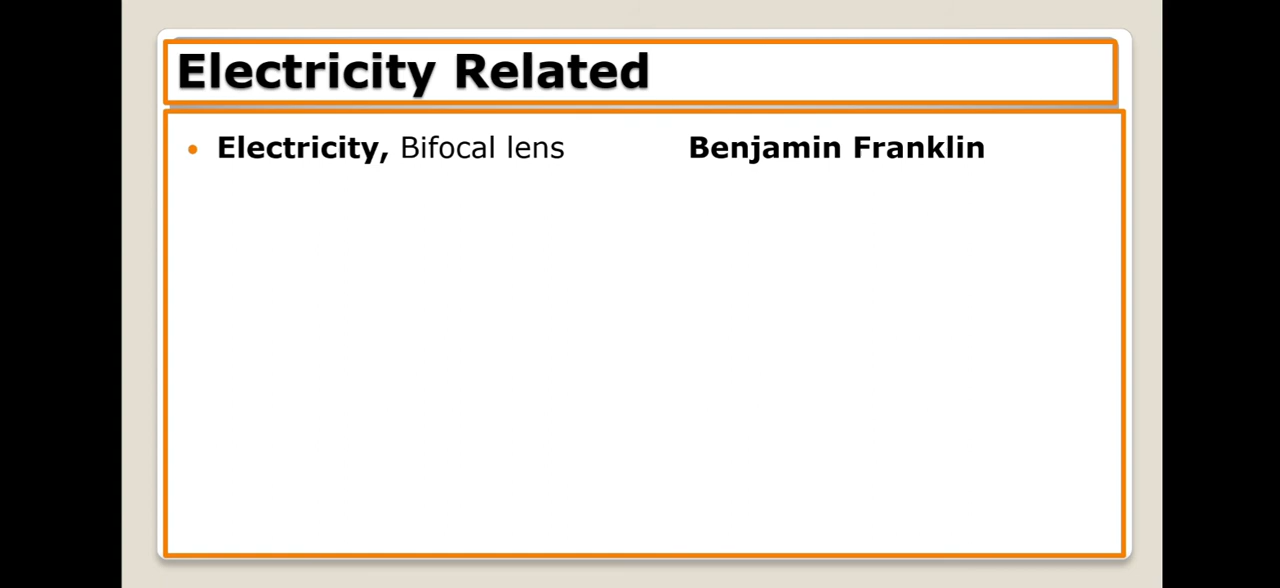 Electricity Related
• Electricity, Bifocal lens Benjamin Franklin